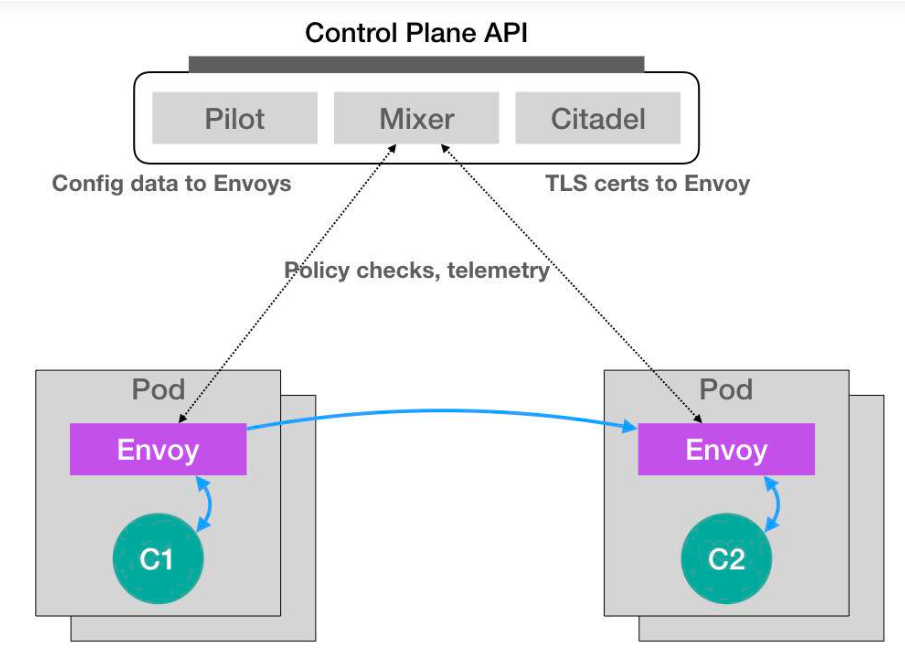 Control Plane API
Pilot
Mixer
Citadel
Config data to Envoys
TLS certs to Envoy
Policy checks, telemetry
Pod
Pod
Envoy
Envoy
C1
C2